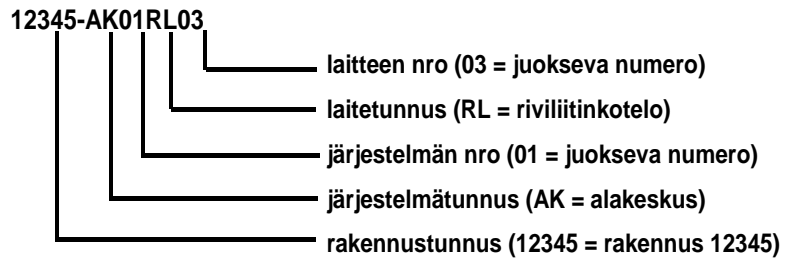 12345-AK01RL03
laitteen nro (03 = juokseva numero)
laitetunnus (RL = riviliitinkotelo)
järjestelmän nro (01 = juokseva numero)
järjestelmätunnus (AK = alakeskus)
rakennustunnus (12345 = rakennus 12345)